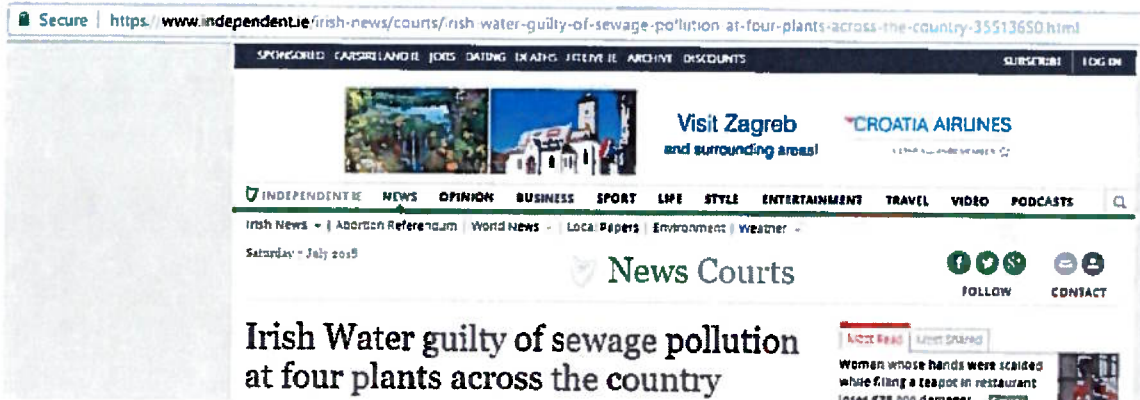 Secure https://www.independent.ie/irish-news/courts/irish-water-guilty-of-sewage-pollution-at-four-plants-across-the-country-35513650.html
SPONSORED CARSIRELAND.IE JOBS DATING DEATHS ARCHIVE DISCOUNTS SUBSCRIBE LOG IN
Visit Zagreb
and surrounding areas!
CROATIA AIRLINES
INDEPENDENT.IE NEWS OPINION BUSINESS SPORT LIFE STYLE ENTERTAINMENT TRAVEL VIDEO PODCASTS
Irish News | Abortion Referendum | World News | Local Papers | Environment | Weather
Saturday 7 July 2018
News Courts
FOLLOW CONTACT
Irish Water guilty of sewage pollution
at four plants across the country
Most Read Most Shared
Woman whose hands were scalded
while filling a teapot in restaurant
loses damages